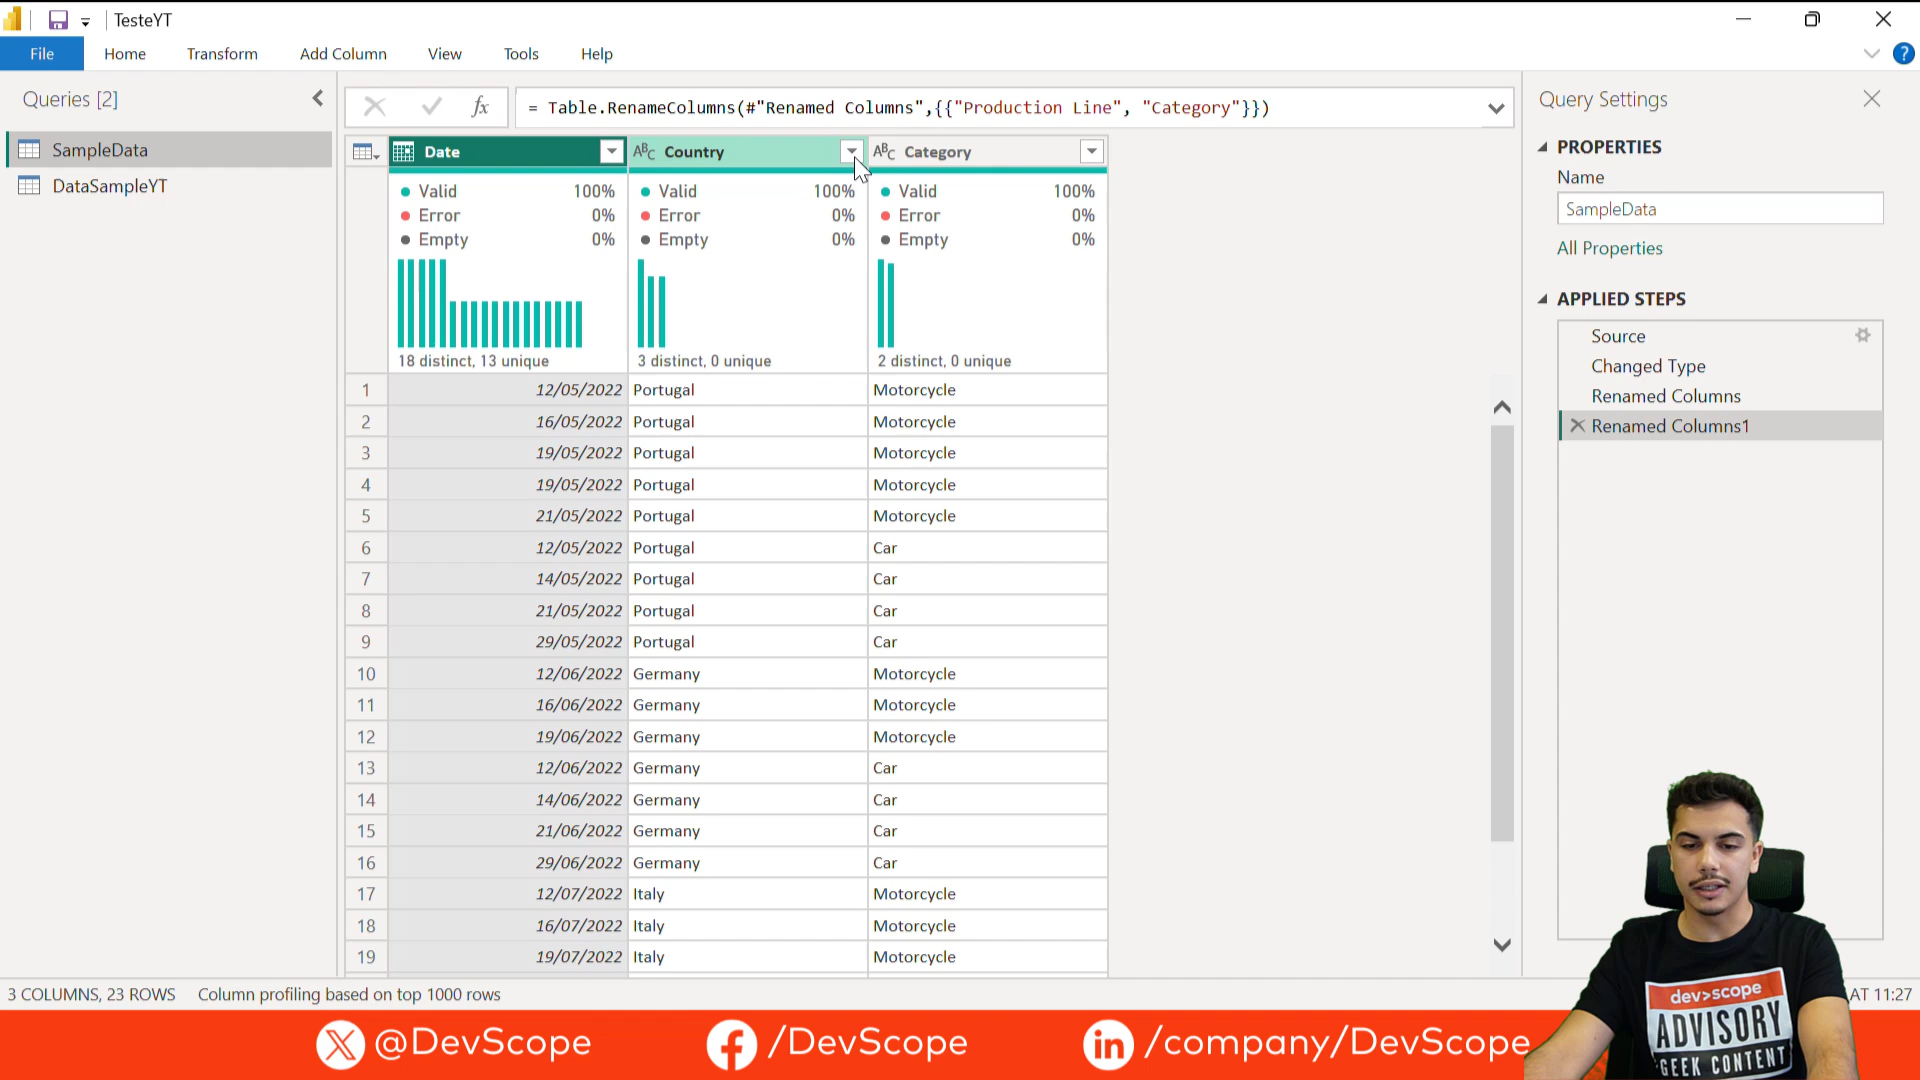 TesteYT
File Home Transform Add Column View Tools Help
Queries [2]
SampleData
DataSampleYT
fx = Table.RenameColumns(#"Renamed Columns",{{"Production Line", "Category"}})
Date ABC Country ABC Category
Valid 100% Valid 100% Valid 100%
Error 0% Error 0% Error 0%
Empty 0% Empty 0% Empty 0%
18 distinct, 13 unique 3 distinct, 0 unique 2 distinct, 0 unique
1 12/05/2022 Portugal Motorcycle
2 16/05/2022 Portugal Motorcycle
3 19/05/2022 Portugal Motorcycle
4 19/05/2022 Portugal Motorcycle
5 21/05/2022 Portugal Motorcycle
6 12/05/2022 Portugal Car
7 14/05/2022 Portugal Car
8 21/05/2022 Portugal Car
9 29/05/2022 Portugal Car
10 12/06/2022 Germany Motorcycle
11 16/06/2022 Germany Motorcycle
12 19/06/2022 Germany Motorcycle
13 12/06/2022 Germany Car
14 14/06/2022 Germany Car
15 21/06/2022 Germany Car
16 29/06/2022 Germany Car
17 12/07/2022 Italy Motorcycle
18 16/07/2022 Italy Motorcycle
19 19/07/2022 Italy Motorcycle
Query Settings
PROPERTIES
Name
SampleData
All Properties
APPLIED STEPS
Source
Changed Type
Renamed Columns
Renamed Columns1
3 COLUMNS, 23 ROWS Column profiling based on top 1000 rows
AT 11:27
@DevScope /DevScope /company/DevScope
dev>scope
ADVISORY
GEEK CONTENT